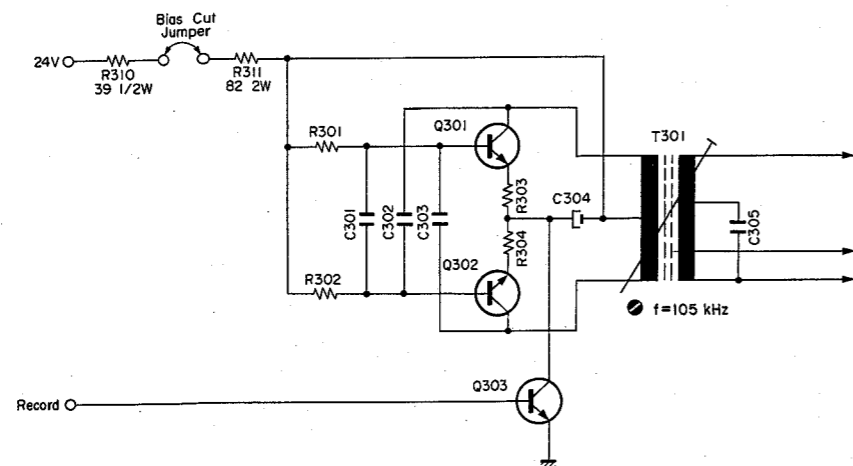 Bias Cut
Jumper
24V
R310
39 1/2W
R311
82 2W
R301
Q301
T301
R303
C304
C301
C302
C303
R304
C305
Q302
R302
f=105 kHz
Q303
Record